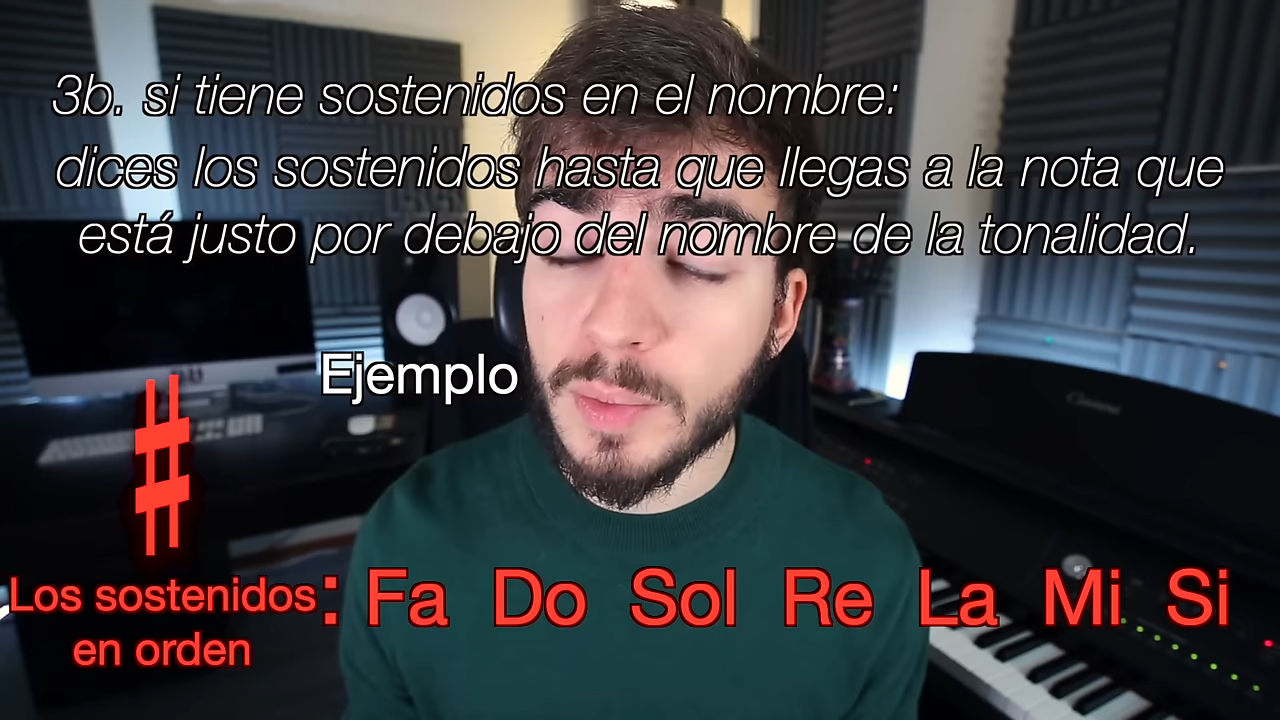 3b. si tiene sostenidos en el nombre:
dices los sostenidos hasta que llegas a la nota que
está justo por debajo del nombre de la tonalidad.
Ejemplo
♯
Los sostenidos : Fa Do Sol Re La Mi Si
en orden